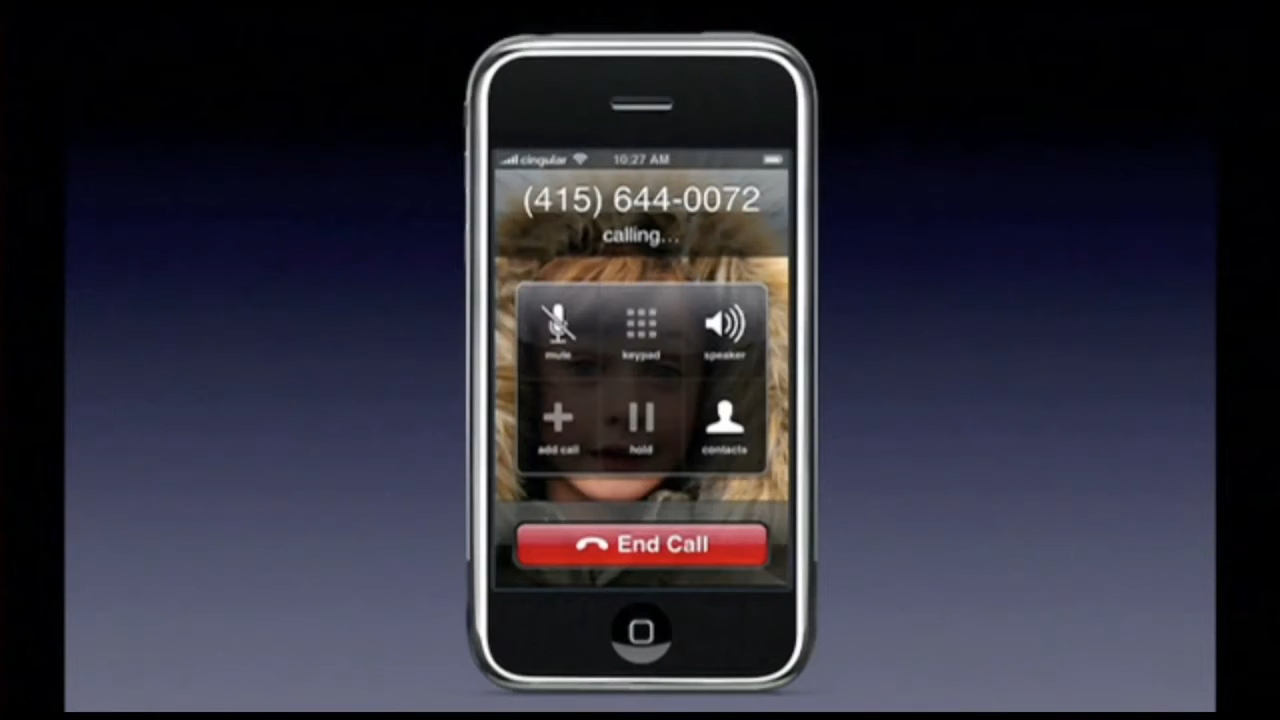 cingular 10:27 AM
(415) 644-0072
calling...
mute keypad speaker
add call hold contacts
End Call